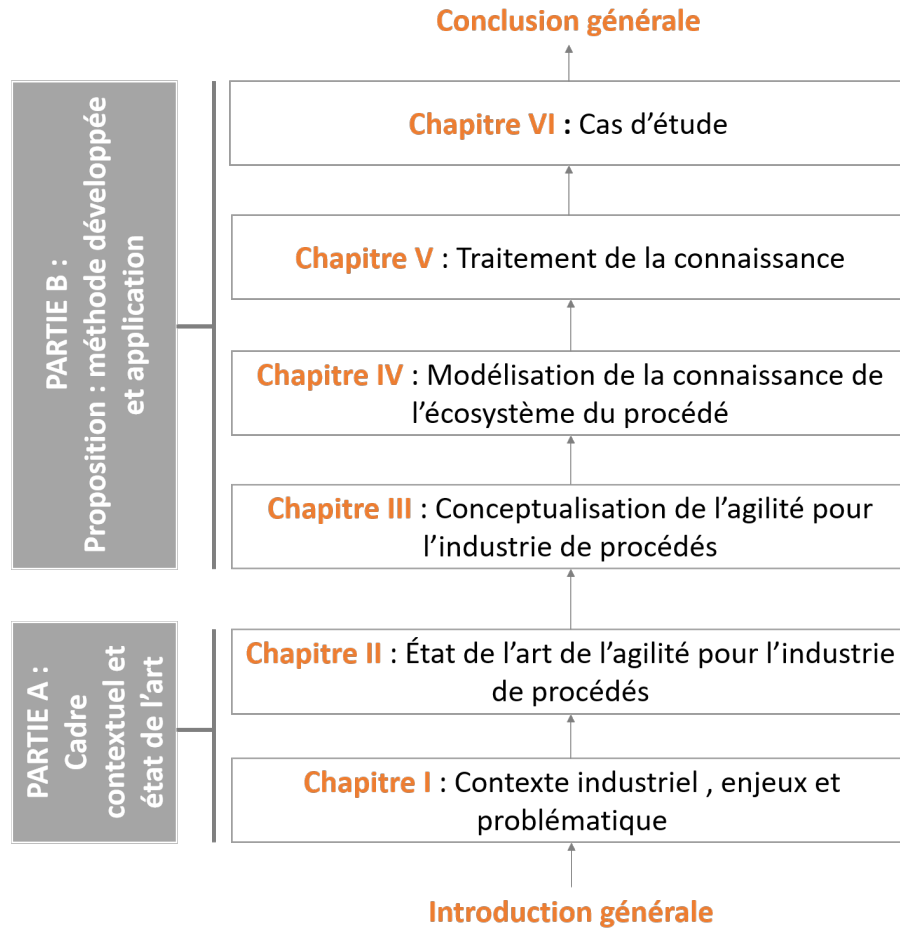 Conclusion générale
PARTIE B :
Proposition : méthode développée
et application
Chapitre VI : Cas d’étude
Chapitre V : Traitement de la connaissance
Chapitre IV : Modélisation de la connaissance de
l’écosystème du procédé
Chapitre III : Conceptualisation de l’agilité pour
l’industrie de procédés
PARTIE A :
Cadre
contextuel et
état de l’art
Chapitre II : État de l’art de l’agilité pour l’industrie
de procédés
Chapitre I : Contexte industriel , enjeux et
problématique
Introduction générale